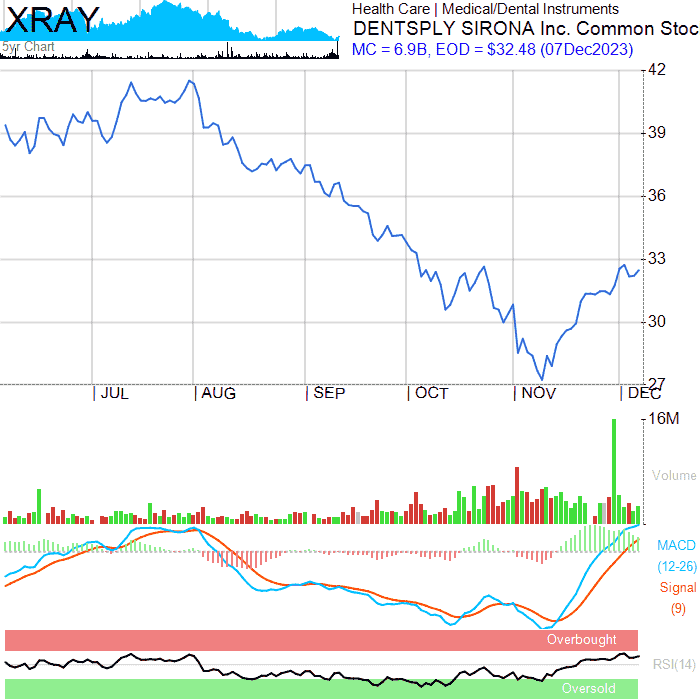 XRAY
5yr Chart
Health Care | Medical/Dental Instruments
DENTSPLY SIRONA Inc. Common Stoc
MC = 6.9B, EOD = $32.48 (07Dec2023)
42
39
36
33
30
27
JUL AUG SEP OCT NOV DEC
16M
Volume
MACD
(12-26)
Signal
(9)
Overbought
RSI(14)
Oversold